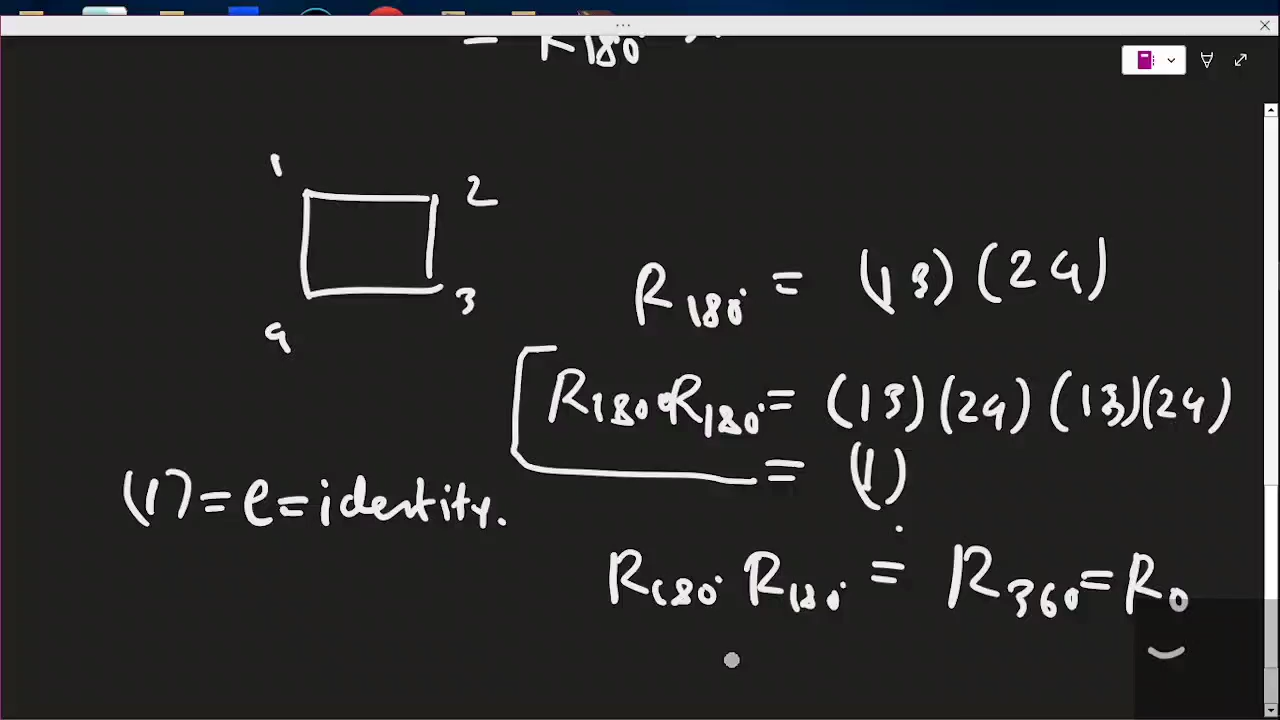 = R180°
1
2
4
3
R180° = (13)(24)
R180°R180° = (13)(24)(13)(24)
= (1)
(1) = e = identity.
R180° R180° = R360 = R0